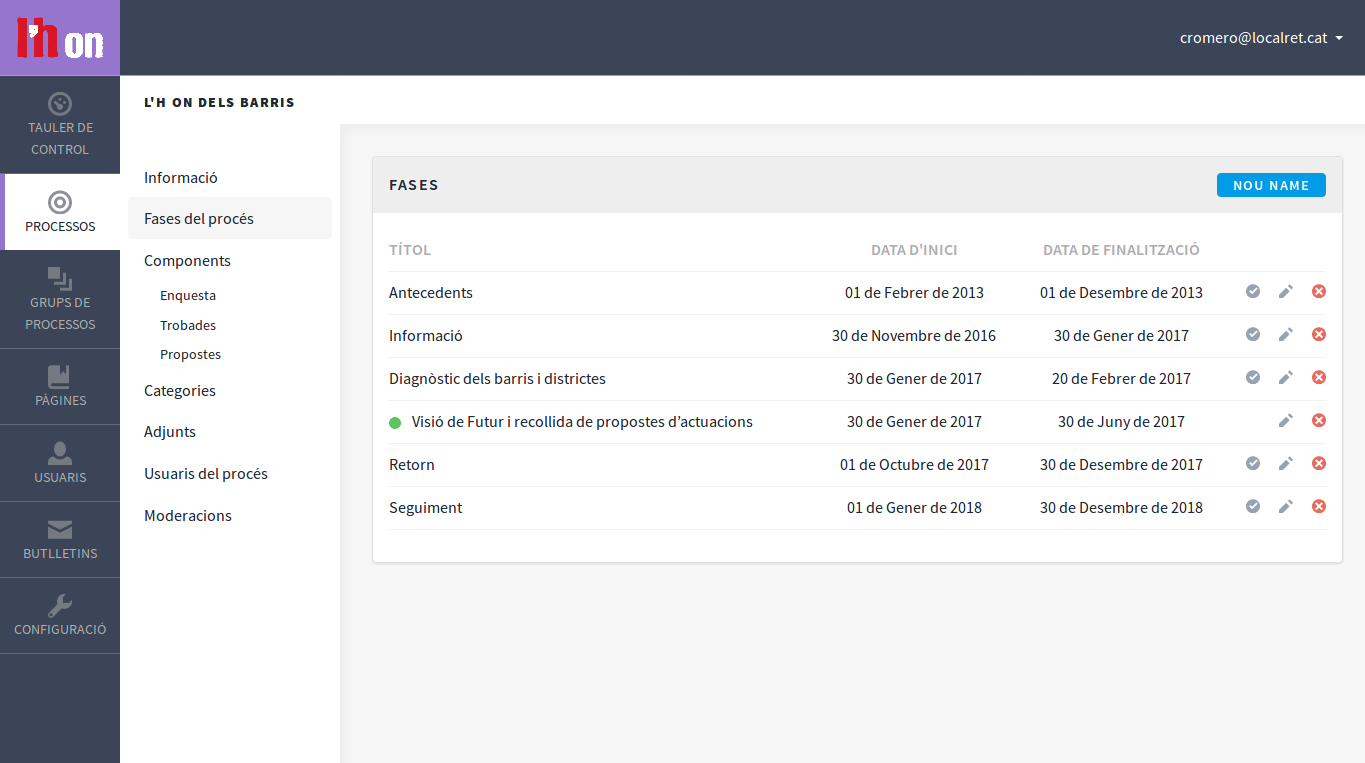 l'h on
cromero@localret.cat
TAULER DE
CONTROL
PROCESSOS
GRUPS DE
PROCESSOS
PÀGINES
USUARIS
BUTLLETINS
CONFIGURACIÓ
L'H ON DELS BARRIS
Informació
Fases del procés
Components
Enquesta
Trobades
Propostes
Categories
Adjunts
Usuaris del procés
Moderacions
FASES
NOU NAME
TÍTOL DATA D'INICI DATA DE FINALITZACIÓ
Antecedents 01 de Febrer de 2013 01 de Desembre de 2013
Informació 30 de Novembre de 2016 30 de Gener de 2017
Diagnòstic dels barris i districtes 30 de Gener de 2017 20 de Febrer de 2017
Visió de Futur i recollida de propostes d’actuacions 30 de Gener de 2017 30 de Juny de 2017
Retorn 01 de Octubre de 2017 30 de Desembre de 2017
Seguiment 01 de Gener de 2018 30 de Desembre de 2018